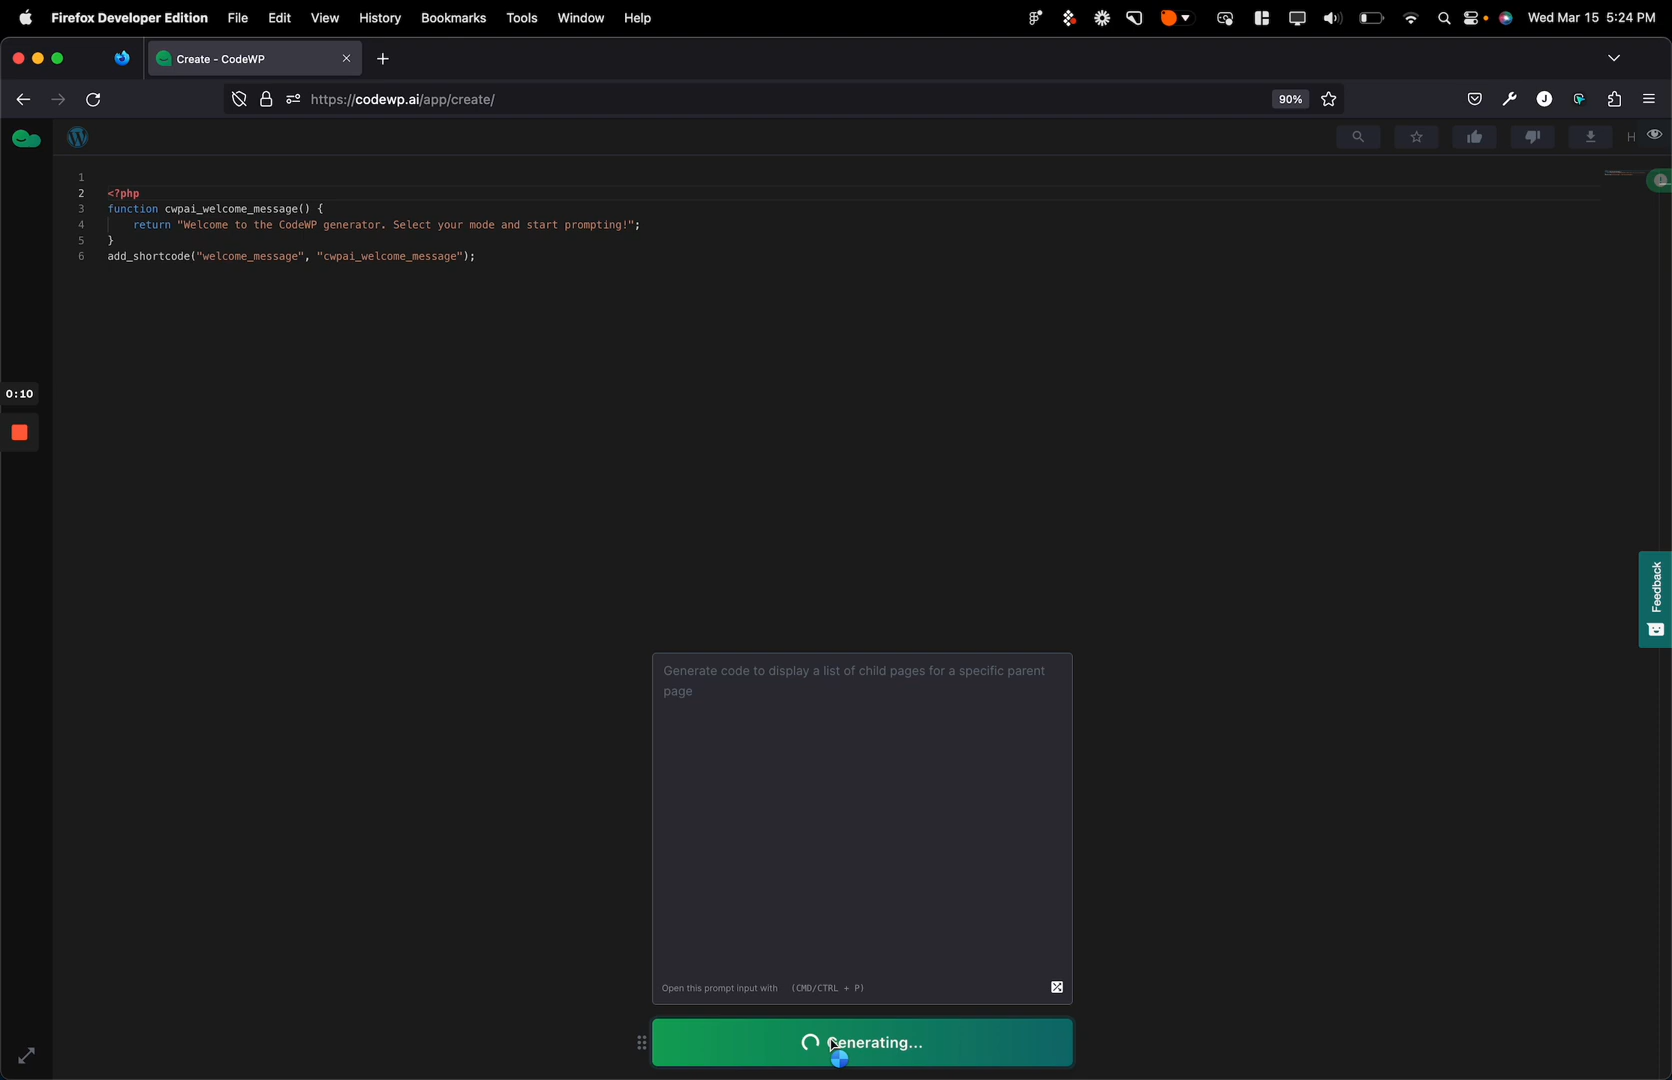 Firefox Developer Edition File Edit View History Bookmarks Tools Window Help Wed Mar 15 5:24 PM
Create - CodeWP
https://codewp.ai/app/create/ 90% J
H
1
2 <?php
3 function cwpai_welcome_message() {
4 return "Welcome to the CodeWP generator. Select your mode and start prompting!";
5 }
6 add_shortcode("welcome_message", "cwpai_welcome_message");
0:10
Feedback
Generate code to display a list of child pages for a specific parent
page
Open this prompt input with (CMD/CTRL + P)
Generating...